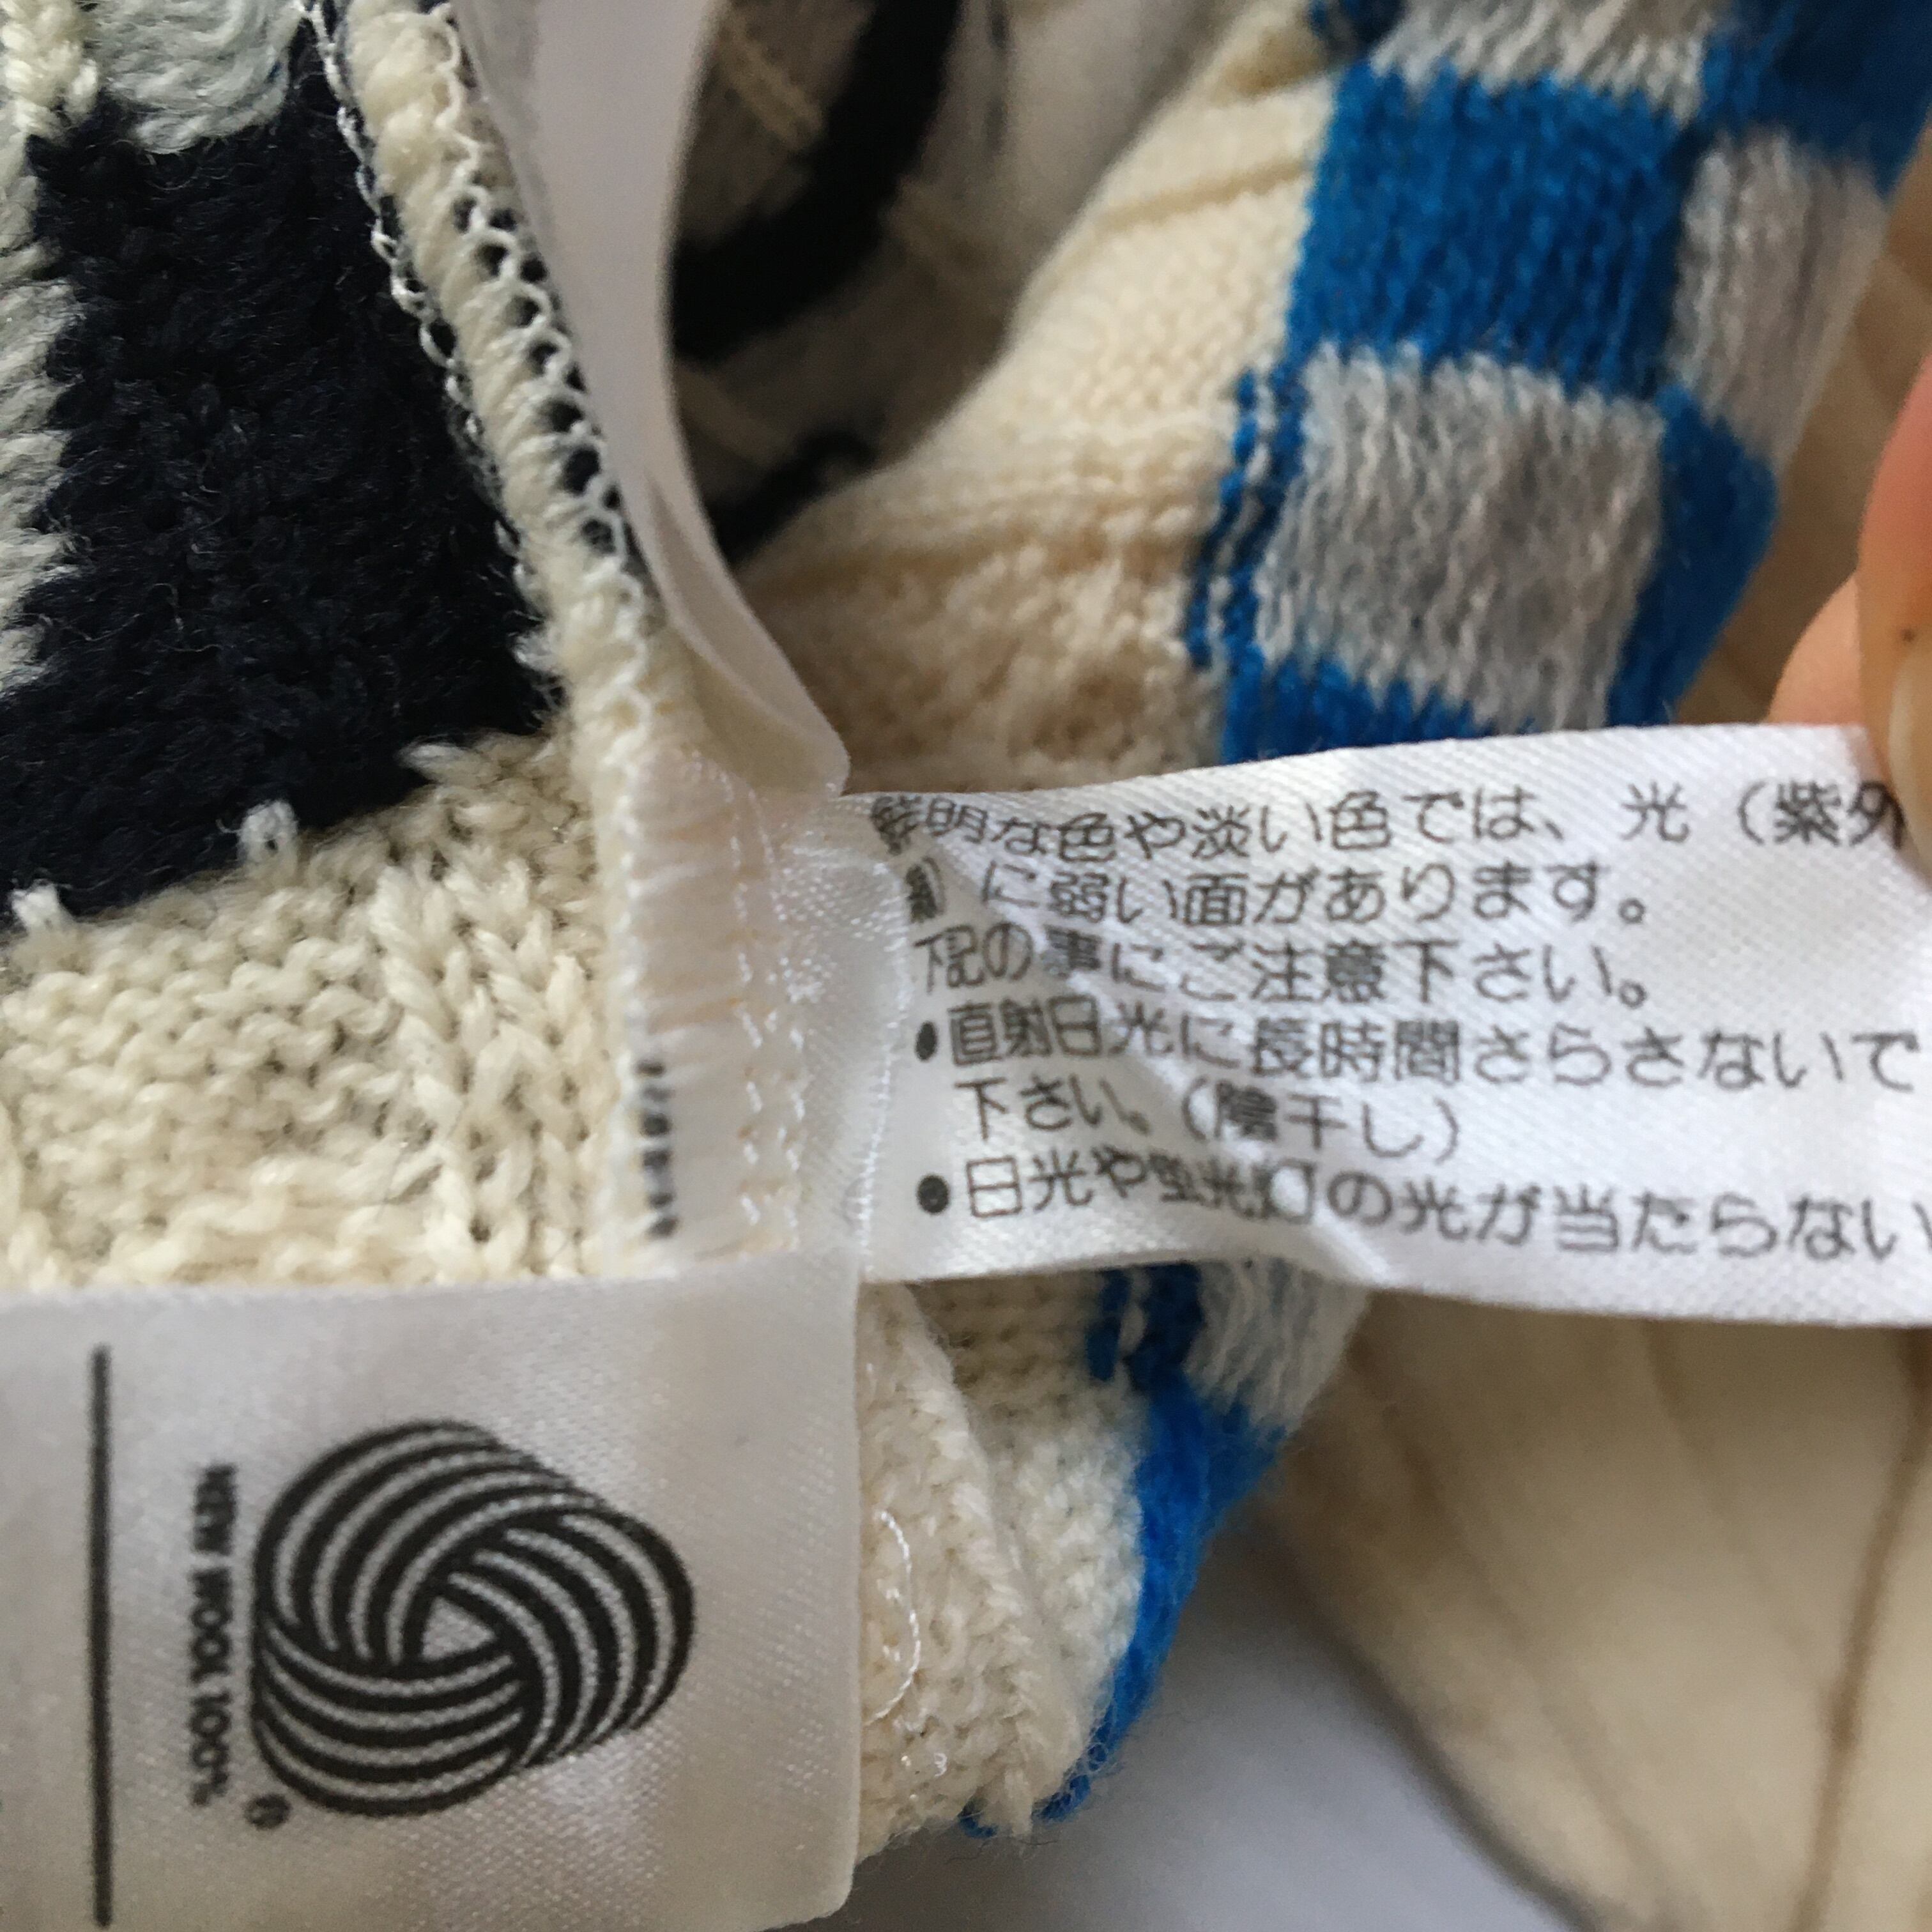 鮮明な色や淡い色では、光（紫外
線）に弱い面があります。
下記の事にご注意下さい。
●直射日光に長時間さらさないで
下さい。（陰干し）
●日光や蛍光灯の光が当たらない
NEW WOOL 100%
®